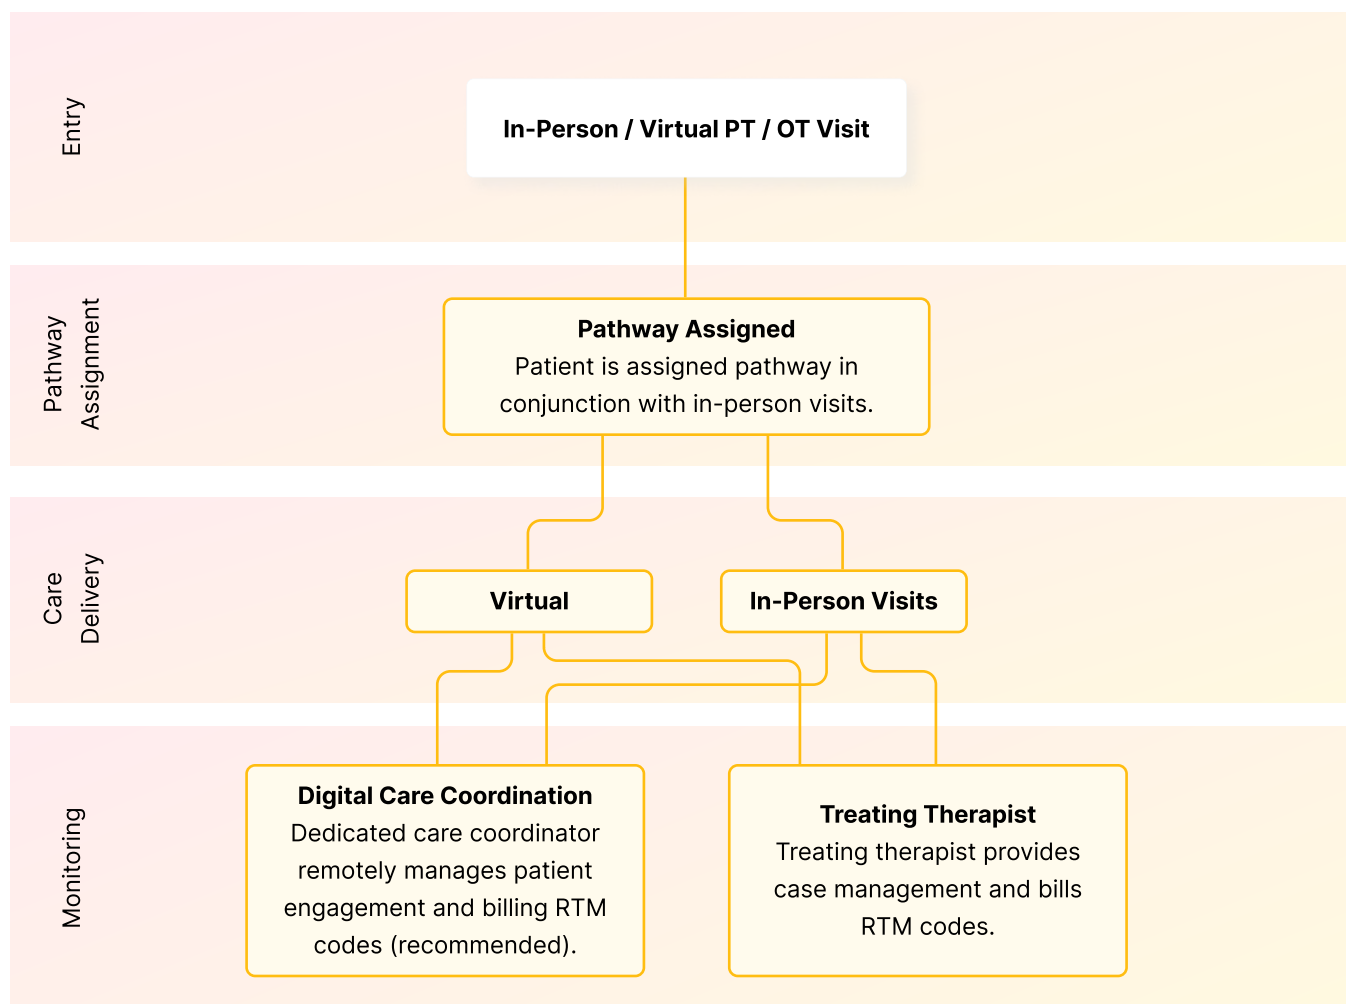 Entry
In-Person / Virtual PT / OT Visit
Pathway
Assignment
Pathway Assigned
Patient is assigned pathway in
conjunction with in-person visits.
Care
Delivery
Virtual
In-Person Visits
Monitoring
Digital Care Coordination
Dedicated care coordinator
remotely manages patient
engagement and billing RTM
codes (recommended).
Treating Therapist
Treating therapist provides
case management and bills
RTM codes.